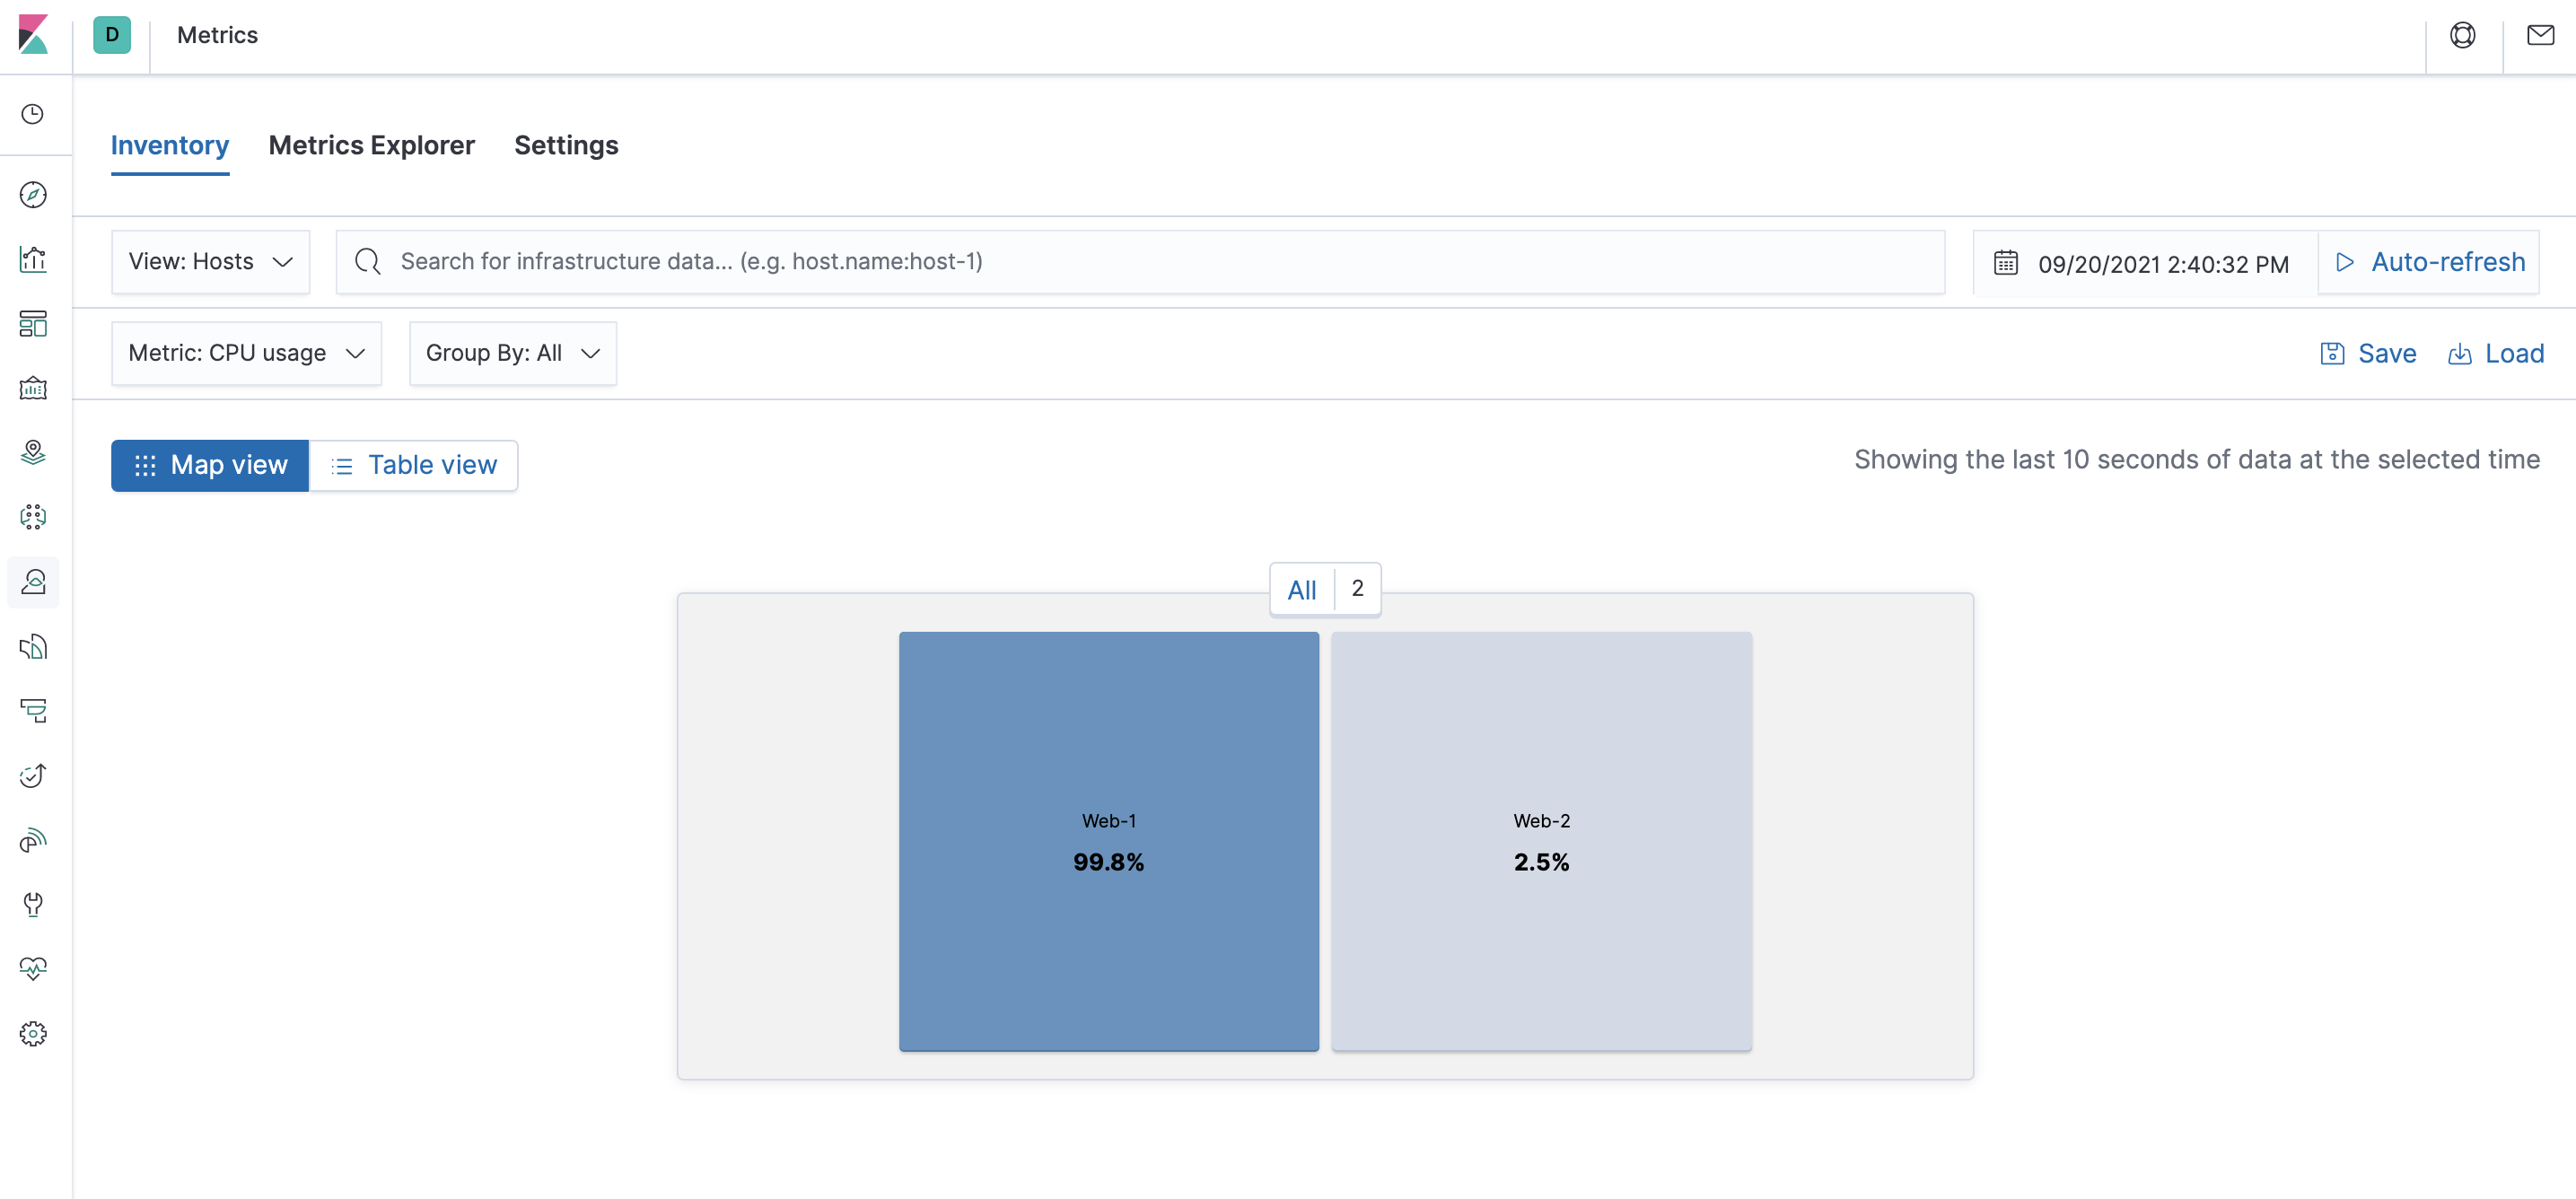 D
Metrics
Inventory
Metrics Explorer
Settings
View: Hosts
Search for infrastructure data... (e.g. host.name:host-1)
09/20/2021 2:40:32 PM
Auto-refresh
Metric: CPU usage
Group By: All
Save
Load
Map view
Table view
Showing the last 10 seconds of data at the selected time
All 2
Web-1
99.8%
Web-2
2.5%